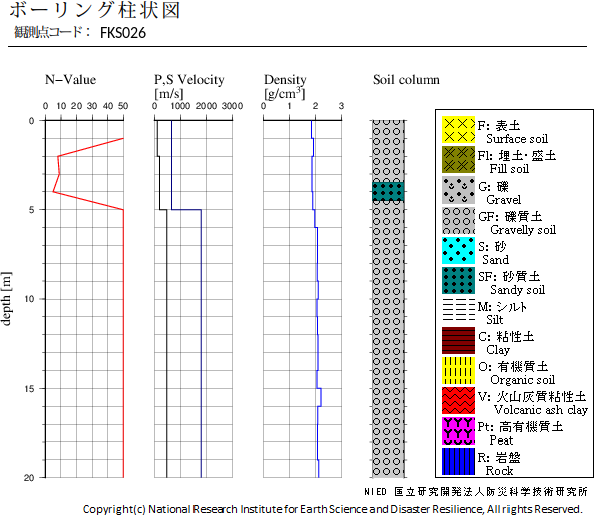 ボーリング柱状図
観測点コード： FKS026
N−Value
P,S Velocity
[m/s]
Density
[g/cm³]
Soil column
0 10 20 30 40 50
0 1000 2000 3000
0 1 2 3
0
5
10
15
20
depth [m]
F: 表土
Surface soil
Fl: 埋土・盛土
Fill soil
G: 礫
Gravel
GF: 礫質土
Gravelly soil
S: 砂
Sand
SF: 砂質土
Sandy soil
M: シルト
Silt
C: 粘性土
Clay
O: 有機質土
Organic soil
V: 火山灰質粘性土
Volcanic ash clay
Pt: 高有機質土
Peat
R: 岩盤
Rock
NIED 国立研究開発法人防災科学技術研究所
Copyright(c) National Research Institute for Earth Science and Disaster Resilience, All rights Reserved.